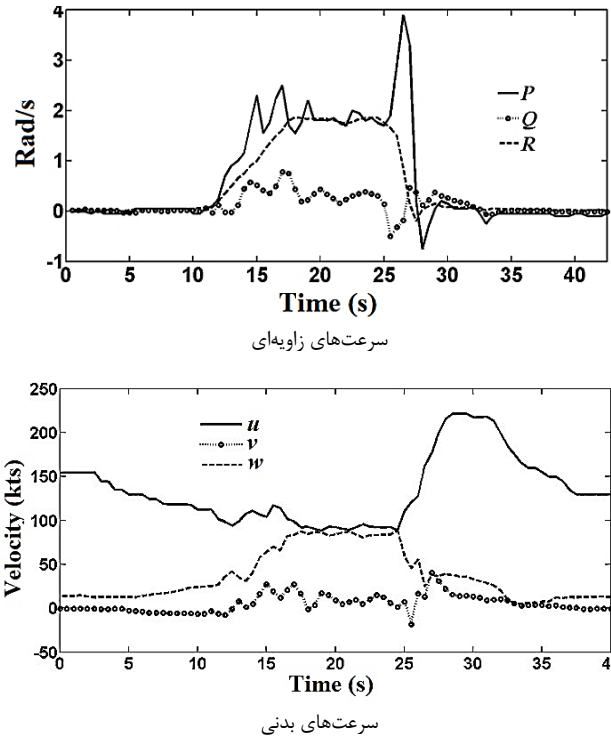 4
3
2
1
0
-1
Rad/s
P
Q
R
0 5 10 15 20 25 30 35 40
Time (s)
سرعت‌های زاویه‌ای
250
200
150
100
50
0
-50
Velocity (kts)
u
v
w
0 5 10 15 20 25 30 35 4
Time (s)
سرعت‌های بدنی